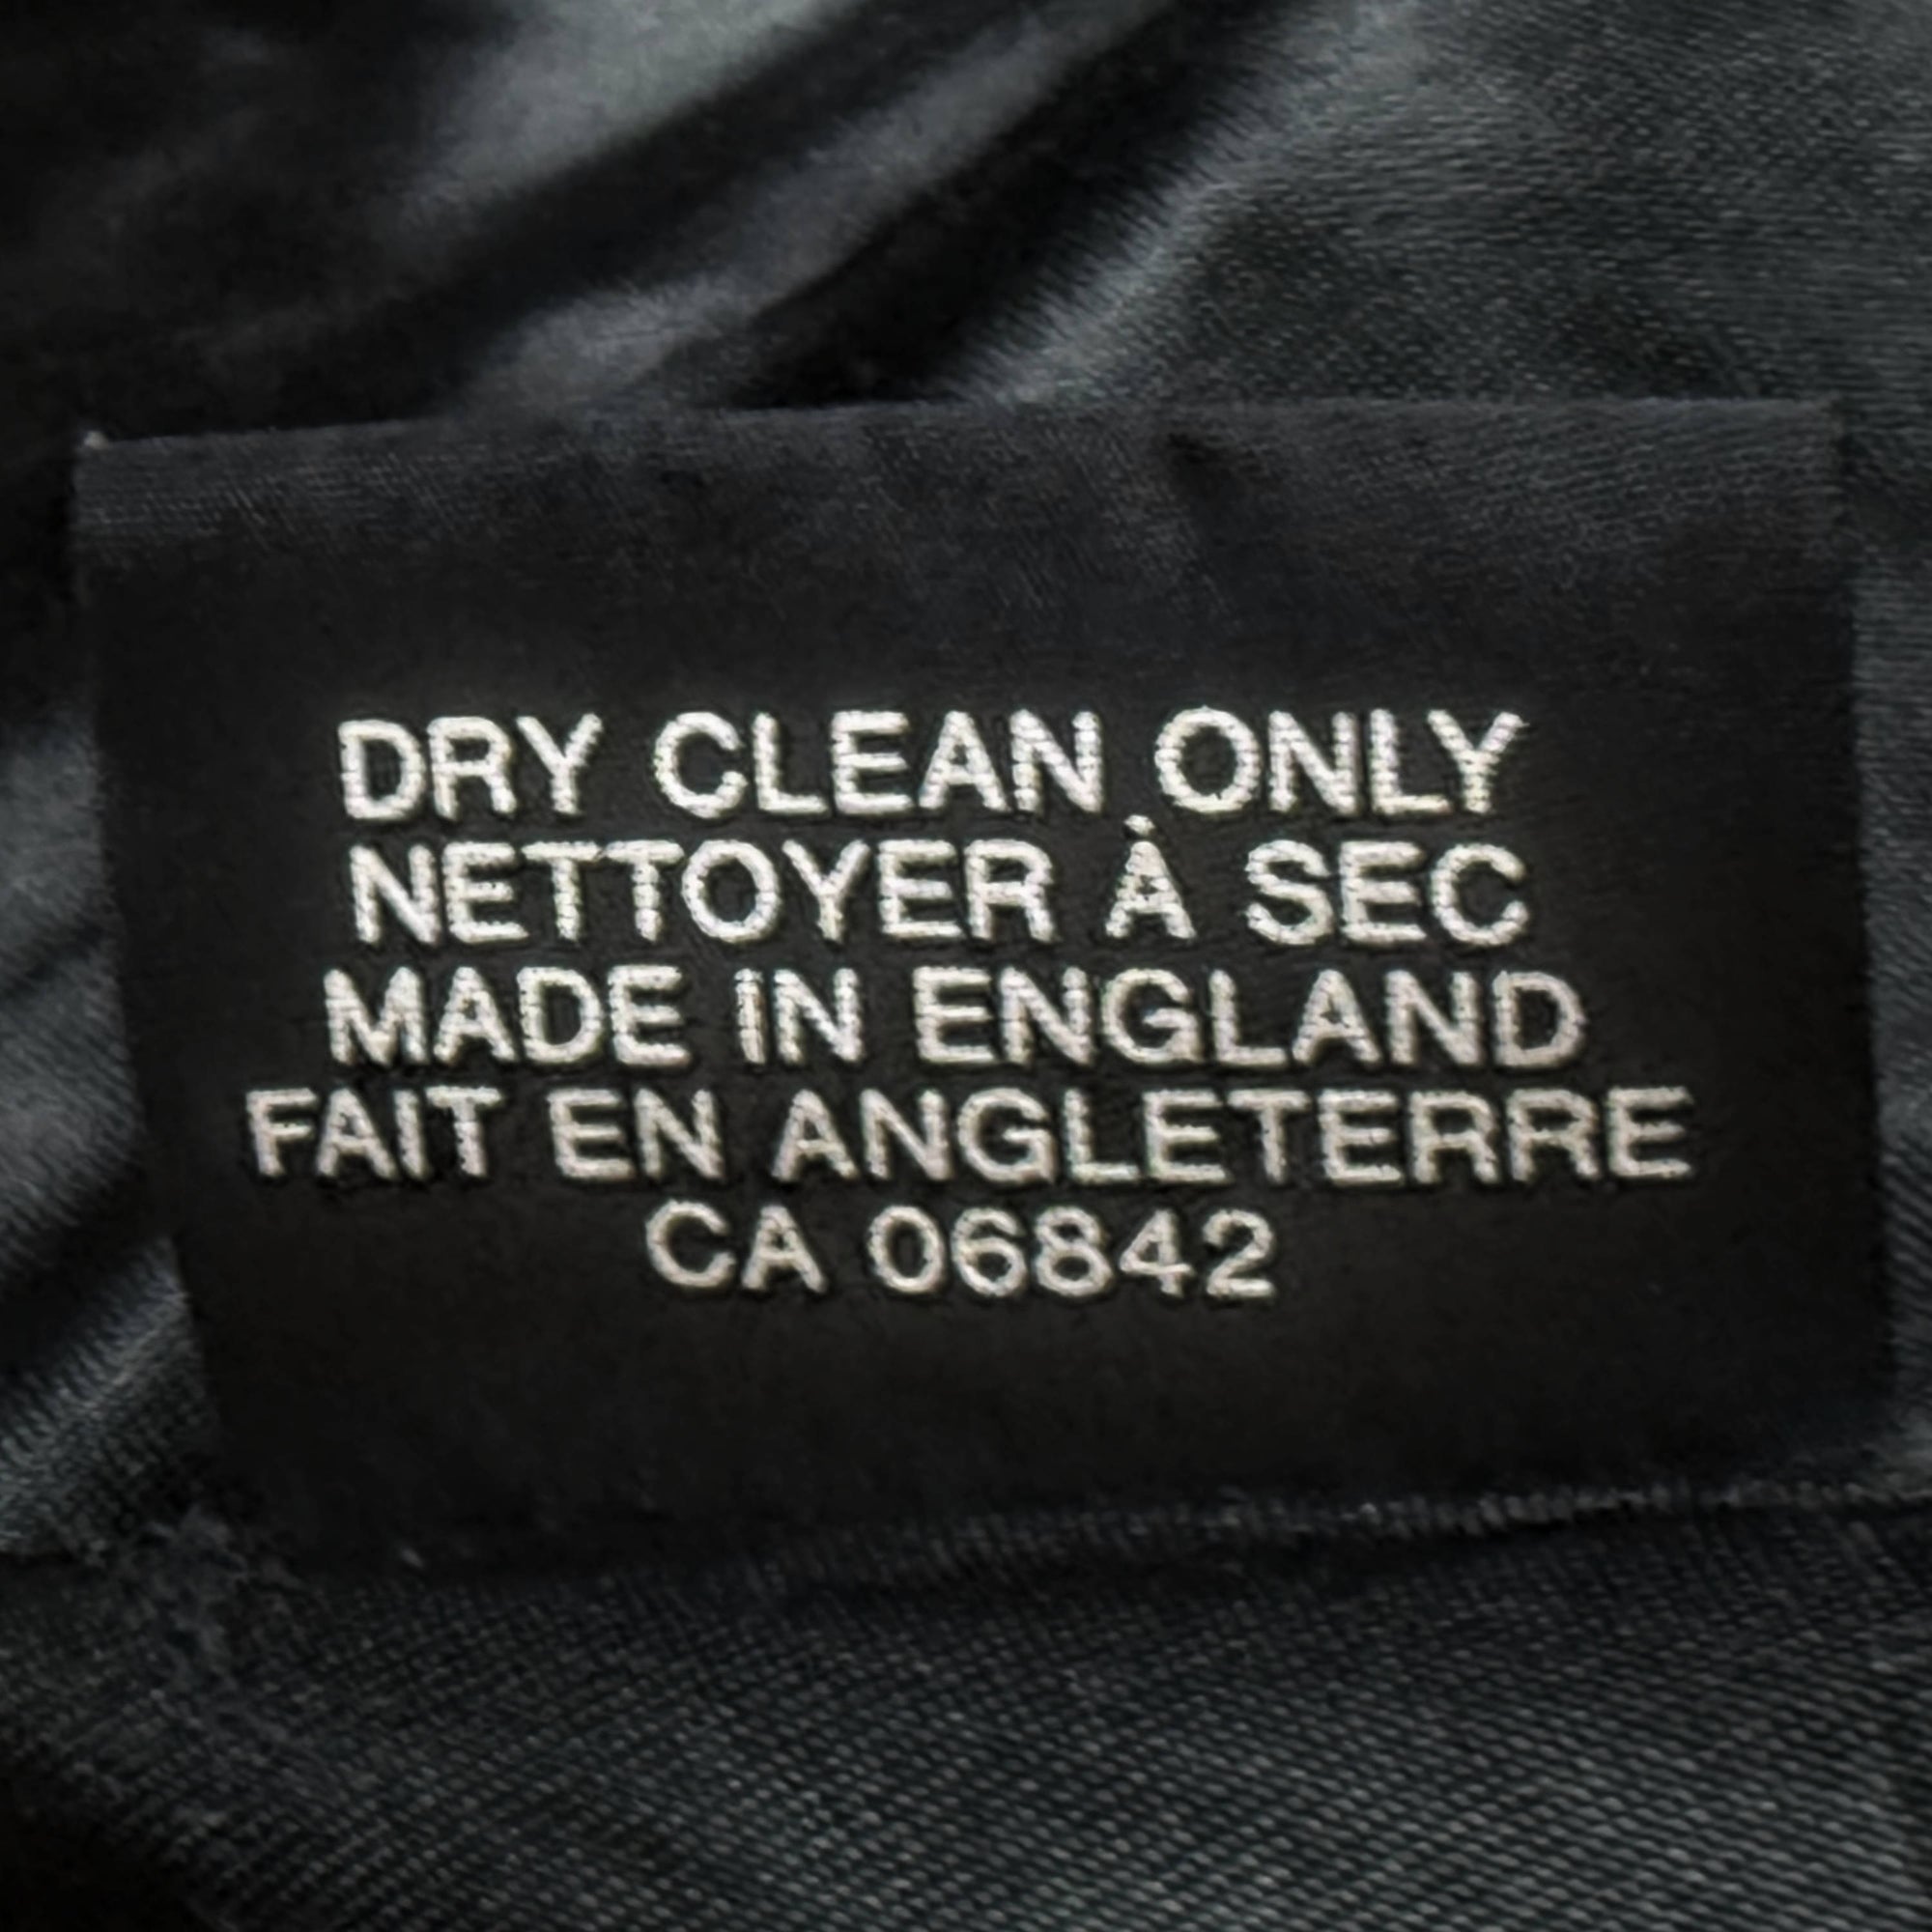 DRY CLEAN ONLY
NETTOYER À SEC
MADE IN ENGLAND
FAIT EN ANGLETERRE
CA 06842